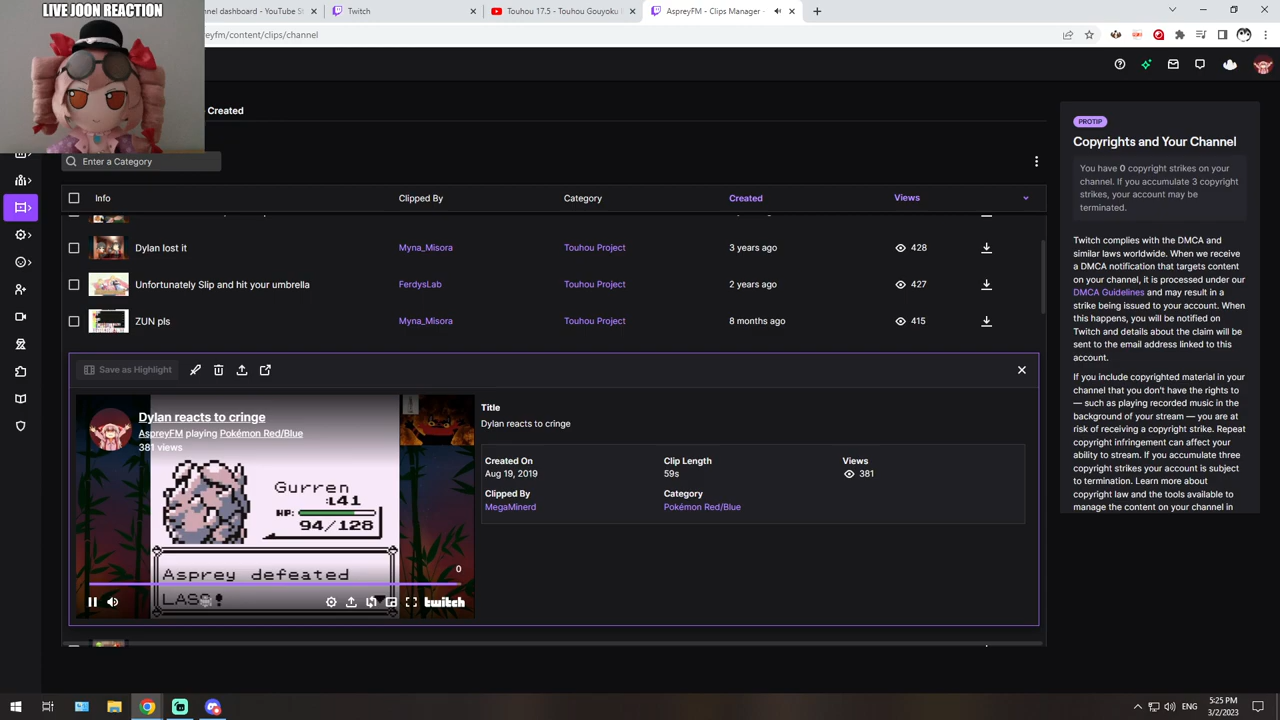 LIVE JOON REACTION
nnel dashboard - YouTube St
Twitch
Touhou 17.5 - Touhou Gouyoku
AspreyFM - Clips Manager -
eyfm/content/clips/channel
Created
Enter a Category
Info
Clipped By
Category
Created
Views
Dylan lost it
Myna_Misora
Touhou Project
3 years ago
428
Unfortunately Slip and hit your umbrella
FerdysLab
Touhou Project
2 years ago
427
ZUN pls
Myna_Misora
Touhou Project
8 months ago
415
Save as Highlight
Dylan reacts to cringe
AspreyFM playing Pokémon Red/Blue
381 views
Gurren
:L41
HP:
94/128
Asprey defeated
LASS!
0
twitch
Title
Dylan reacts to cringe
Created On
Aug 19, 2019
Clip Length
59s
Views
381
Clipped By
MegaMinerd
Category
Pokémon Red/Blue
PROTIP
Copyrights and Your Channel
You have 0 copyright strikes on
your channel. If you accumulate 3 copyright
strikes, your account may be
terminated.
Twitch complies with the DMCA and
similar laws worldwide. When we receive
a DMCA notification that targets content
on your channel, it is processed under our
DMCA Guidelines and may result in a
strike being issued to your account. When
this happens, you will be notified on
Twitch and details about the claim will be
sent to the email address linked to this
account.
If you include copyrighted material in your
channel that you don't have the rights to
— such as playing recorded music in the
background of your stream — you are at
risk of receiving a copyright strike. Repeat
copyright infringement can affect your
ability to stream. If you accumulate three
copyright strikes your account is subject
to termination. Learn more about
copyright law and the tools available to
manage the content on your channel in
ENG
5:25 PM
3/2/2023